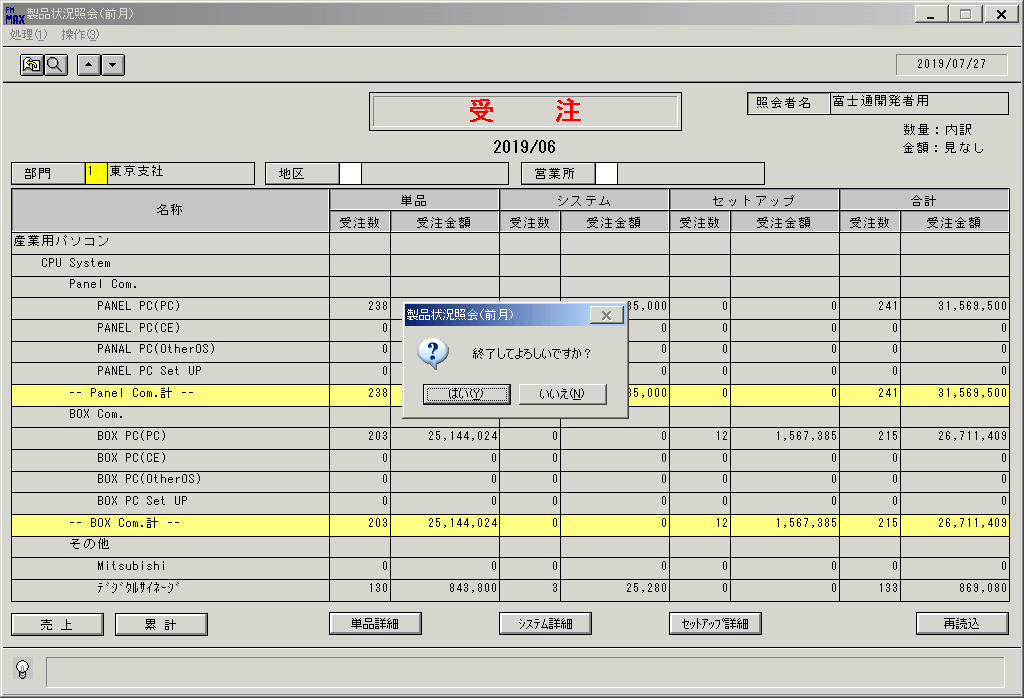 FM MAX 製品状況照会(前月)
処理(1) 操作(3)
2019/07/27
受 注
照会者名 富士通開発者用
2019/06
数量：内訳
金額：見なし
部門 1 東京支社 地区 営業所
名称 単品 システム セットアップ 合計
受注数 受注金額 受注数 受注金額 受注数 受注金額 受注数 受注金額
産業用パソコン
CPU System
Panel Com.
PANEL PC(PC) 238 35,000 0 0 241 31,569,500
PANEL PC(CE) 0 0 0 0 0
PANAL PC(OtherOS) 0 0 0 0 0
PANEL PC Set UP 0 0 0 0 0
-- Panel Com.計 -- 238 35,000 0 0 241 31,569,500
BOX Com.
BOX PC(PC) 203 25,144,024 0 0 12 1,567,385 215 26,711,409
BOX PC(CE) 0 0 0 0 0 0 0 0
BOX PC(OtherOS) 0 0 0 0 0 0 0 0
BOX PC Set UP 0 0 0 0 0 0 0 0
-- BOX Com.計 -- 203 25,144,024 0 0 12 1,567,385 215 26,711,409
その他
Mitsubishi 0 0 0 0 0 0 0 0
ﾃﾞｼﾞﾀﾙｻｲﾈｰｼﾞ 130 843,800 3 25,280 0 0 133 869,080
製品状況照会(前月)
終了してよろしいですか？
はい(Y) いいえ(N)
売 上 累 計 単品詳細 ｼｽﾃﾑ詳細 ｾｯﾄｱｯﾌﾟ詳細 再読込